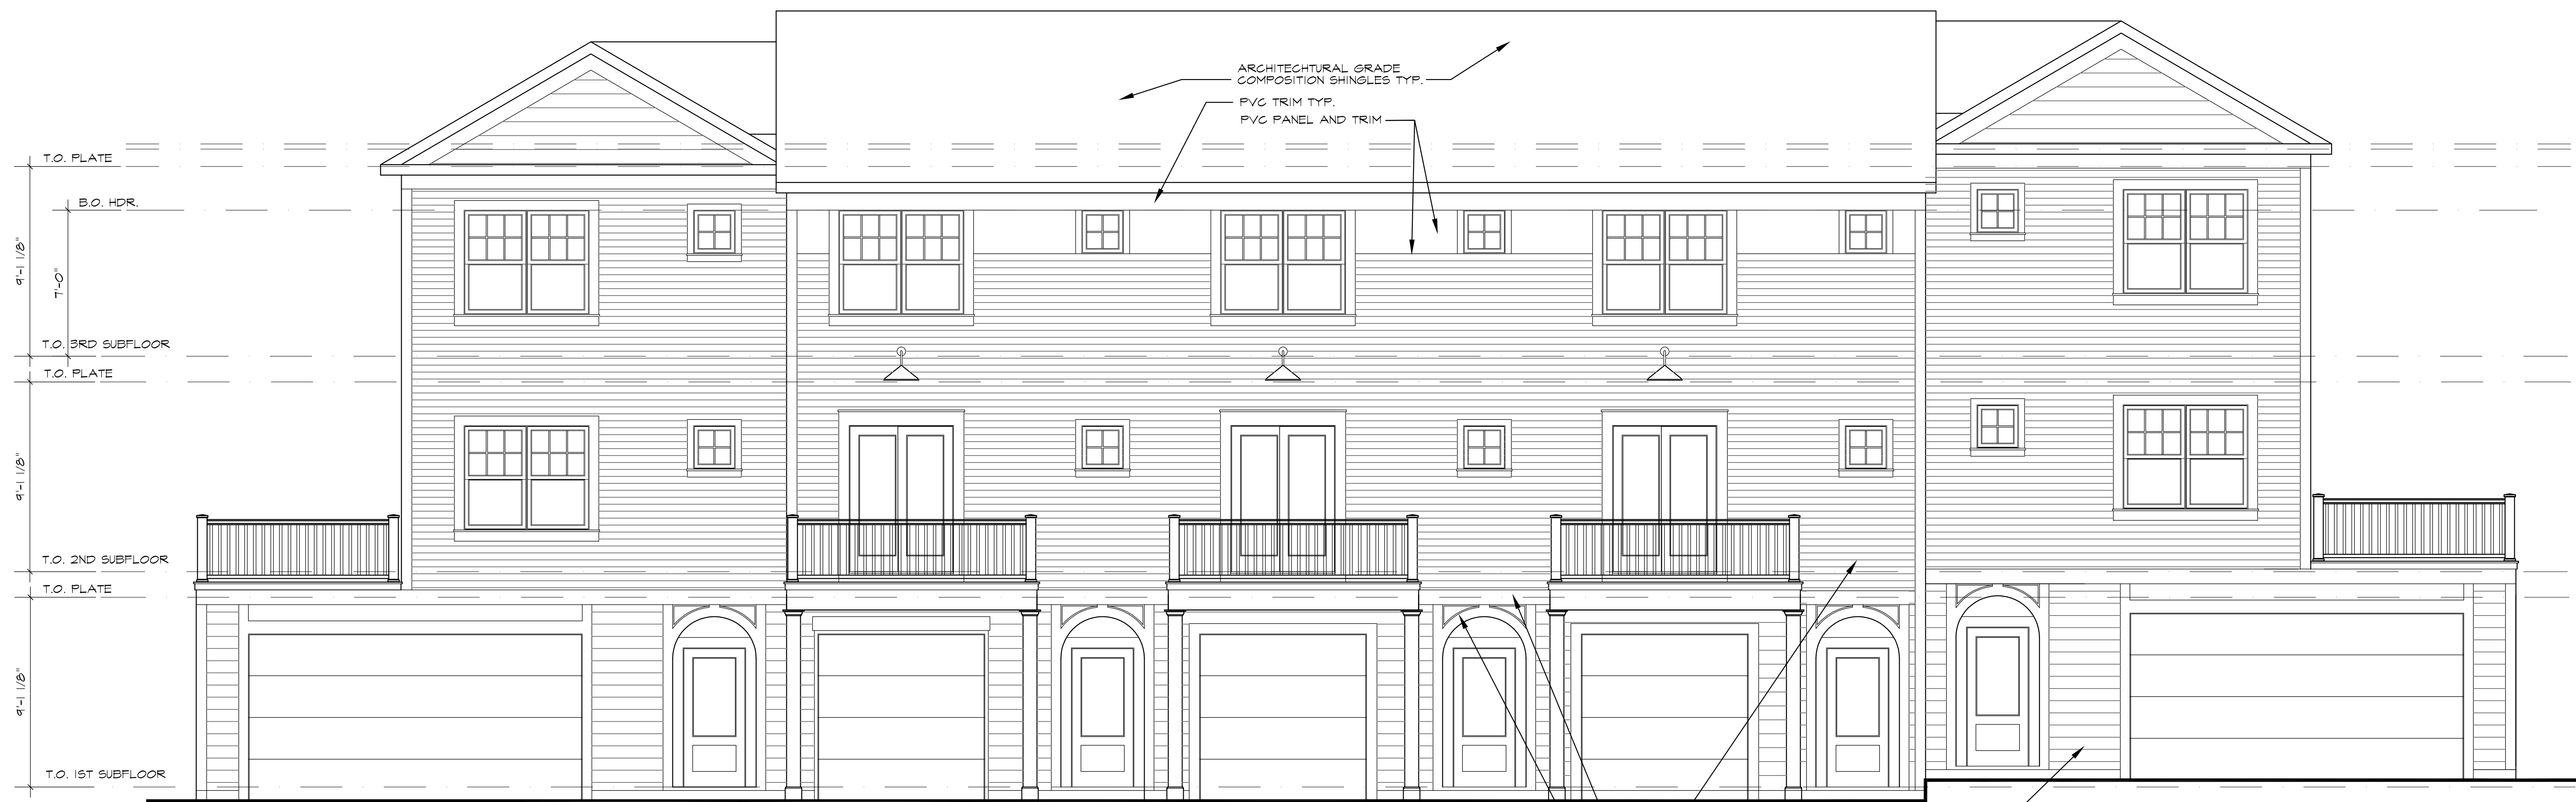 ARCHITECHTURAL GRADE
COMPOSITION SHINGLES TYP.
PVC TRIM TYP.
PVC PANEL AND TRIM
T.O. PLATE
B.O. HDR.
9'-1 1/8"
7'-0"
T.O. 3RD SUBFLOOR
T.O. PLATE
9'-1 1/8"
T.O. 2ND SUBFLOOR
T.O. PLATE
9'-1 1/8"
T.O. 1ST SUBFLOOR